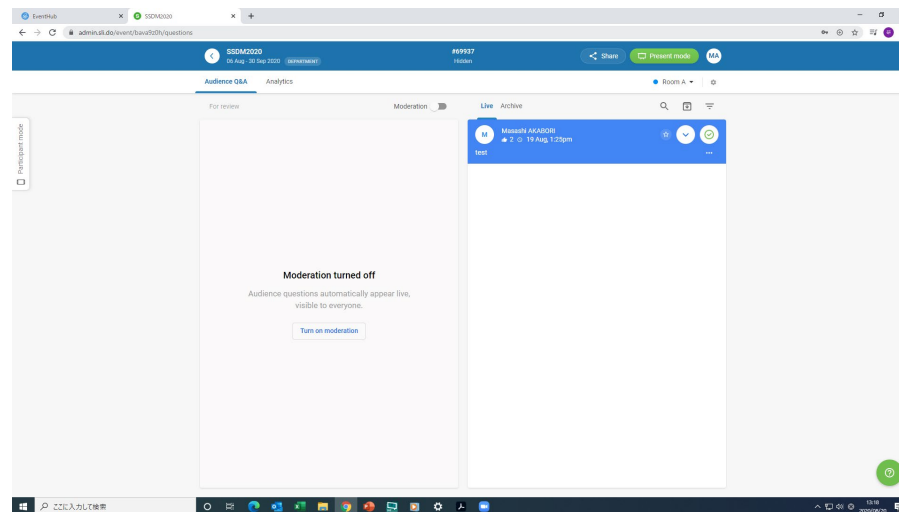 EventHub
SSDM2020
admin.sli.do/event/bava9z0h/questions
SSDM2020
06 Aug - 30 Sep 2020 DEPARTMENT
#69937
Hidden
Share
Present mode
MA
Audience Q&A
Analytics
Room A
For review
Moderation
Live
Archive
Participant mode
M
Masashi AKABORI
2 19 Aug, 1:25pm
test
Moderation turned off
Audience questions automatically appear live,
visible to everyone.
Turn on moderation
ここに入力して検索
13:18
2020/08/20